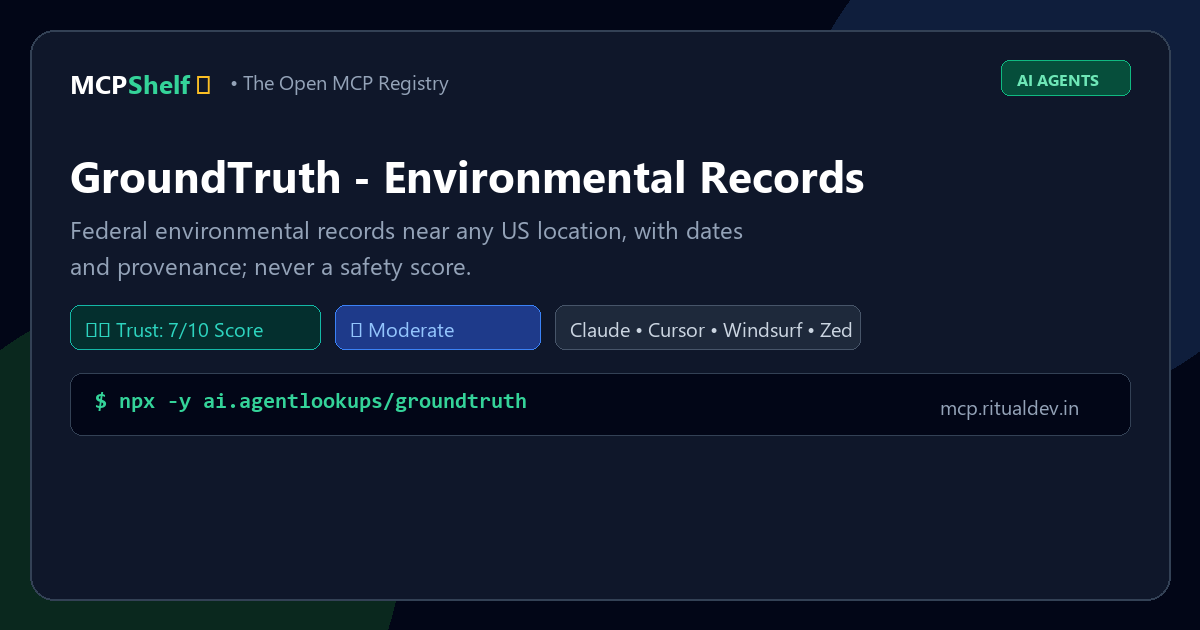 MCPShelf • The Open MCP Registry
AI AGENTS
GroundTruth - Environmental Records
Federal environmental records near any US location, with dates
and provenance; never a safety score.
Trust: 7/10 Score
Moderate
Claude • Cursor • Windsurf • Zed
$ npx -y ai.agentlookups/groundtruth
mcp.ritualdev.in